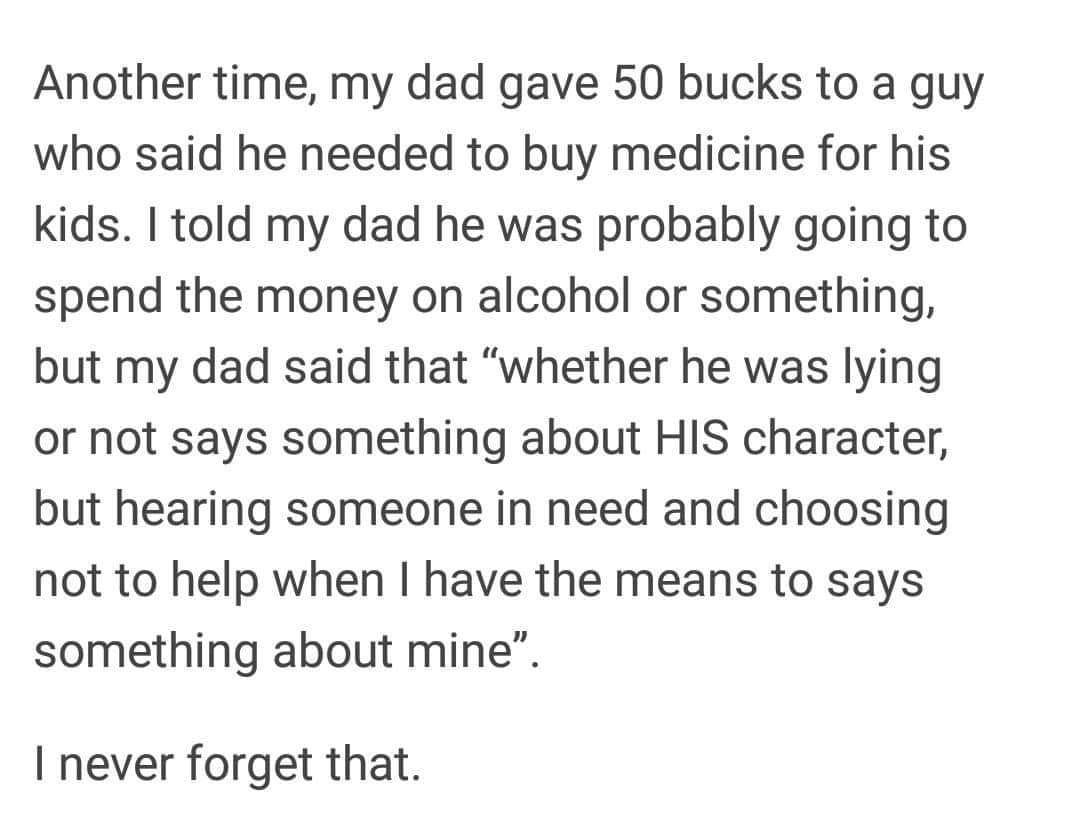 Another time, my dad gave 50 bucks to a guy
who said he needed to buy medicine for his
kids. I told my dad he was probably going to
spend the money on alcohol or something,
but my dad said that “whether he was lying
or not says something about HIS character,
but hearing someone in need and choosing
not to help when I have the means to says
something about mine”.
I never forget that.